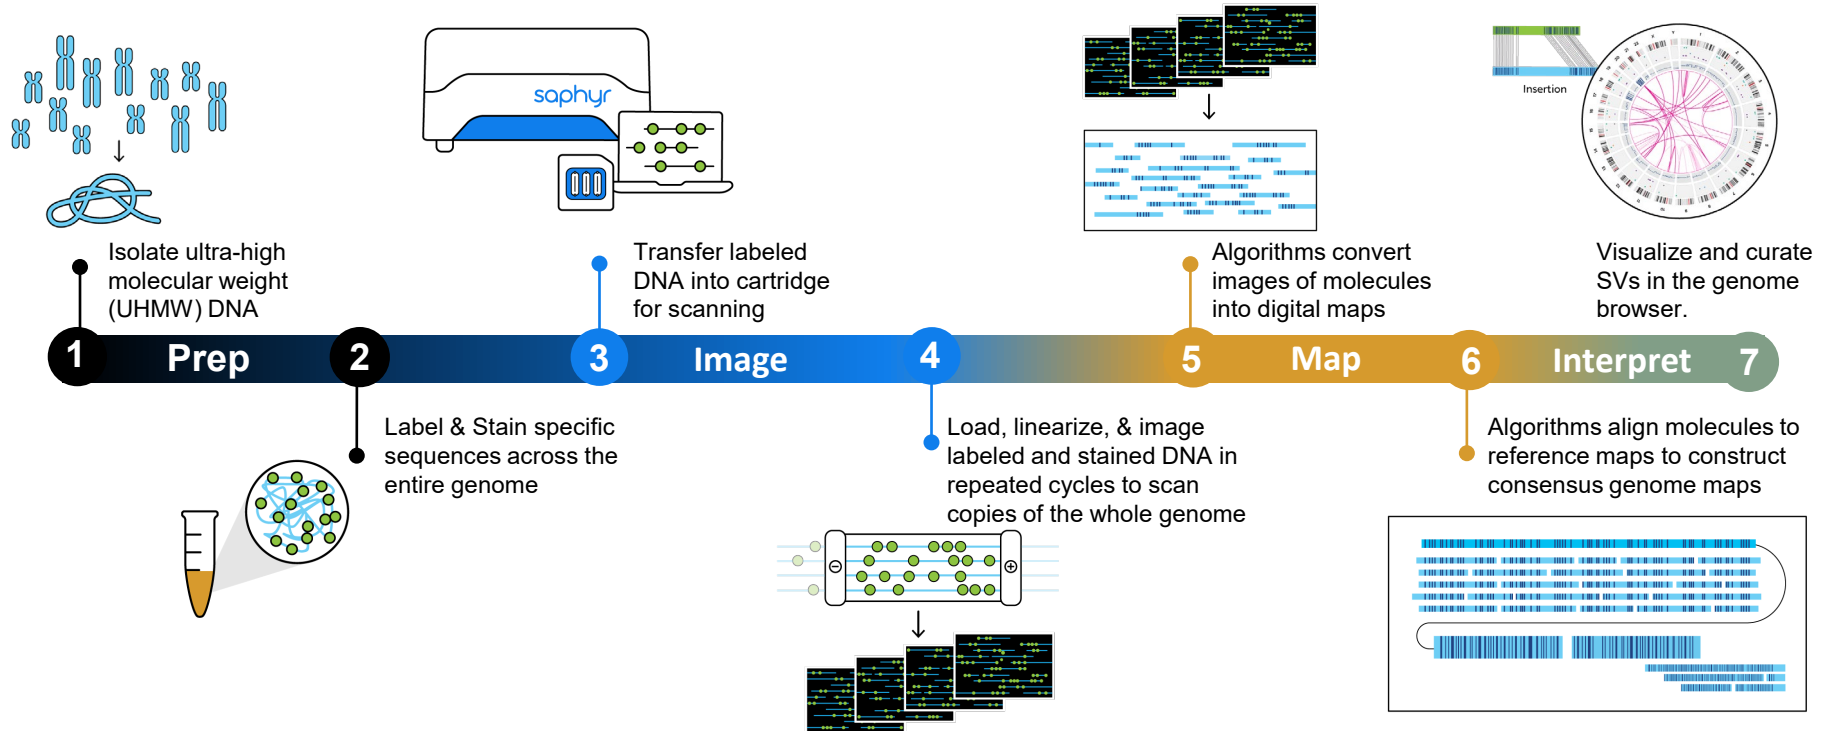 saphyr
Insertion
Isolate ultra-high
molecular weight
(UHMW) DNA
Transfer labeled
DNA into cartridge
for scanning
Algorithms convert
images of molecules
into digital maps
Visualize and curate
SVs in the genome
browser.
1 Prep 2 3 Image 4 5 Map 6 Interpret 7
Label & Stain specific
sequences across the
entire genome
Load, linearize, & image
labeled and stained DNA in
repeated cycles to scan
copies of the whole genome
Algorithms align molecules to
reference maps to construct
consensus genome maps